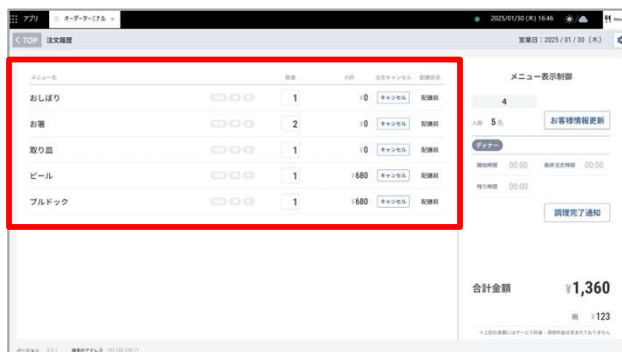 アプリ オーダーターミナル × 2025/01/30 (木) 16:46
< TOP 注文履歴 営業日：2025 / 01 / 30 （木）
メニュー名 数量 小計 注文キャンセル 配膳状況
おしぼり 1 ¥0 キャンセル 配膳前
お箸 2 ¥0 キャンセル 配膳前
取り皿 1 ¥0 キャンセル 配膳前
ビール 1 ¥680 キャンセル 配膳前
ブルドック 1 ¥680 キャンセル 配膳前
メニュー表示制御
4
人数 5 名 お客様情報更新
ディナー
開始時間 00:00 最終注文時間 00:00
残り時間 00:00
調理完了通知
合計金額 ¥1,360
税 ¥123
バージョン 端末IPアドレス